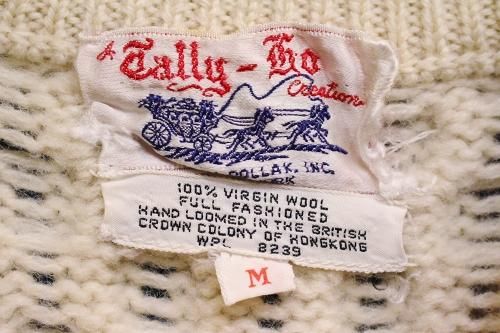 A Tally-Ho
Creation
POLLAK, INC.
100% VIRGIN WOOL
FULL FASHIONED
HAND LOOMED IN THE BRITISH
CROWN COLONY OF HONGKONG
WPL 8239
M